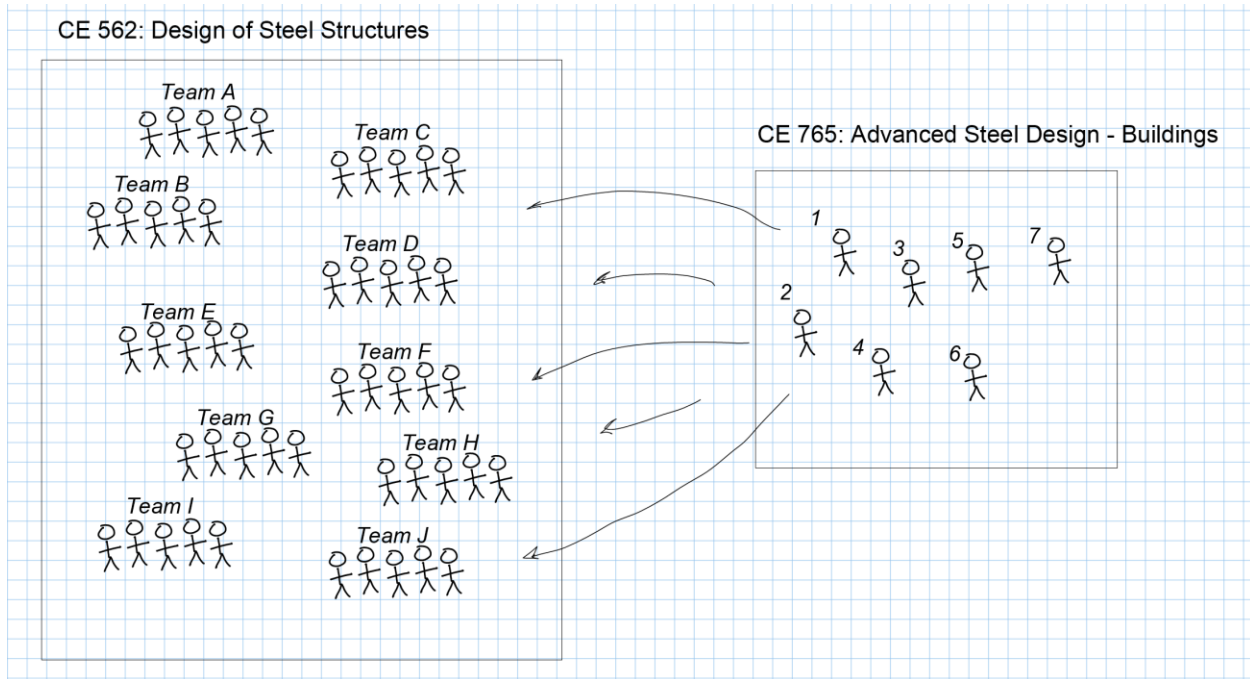 CE 562: Design of Steel Structures
Team A
Team C
Team B
Team D
Team E
Team F
Team G
Team H
Team I
Team J
CE 765: Advanced Steel Design - Buildings
1
3
5
7
2
4
6